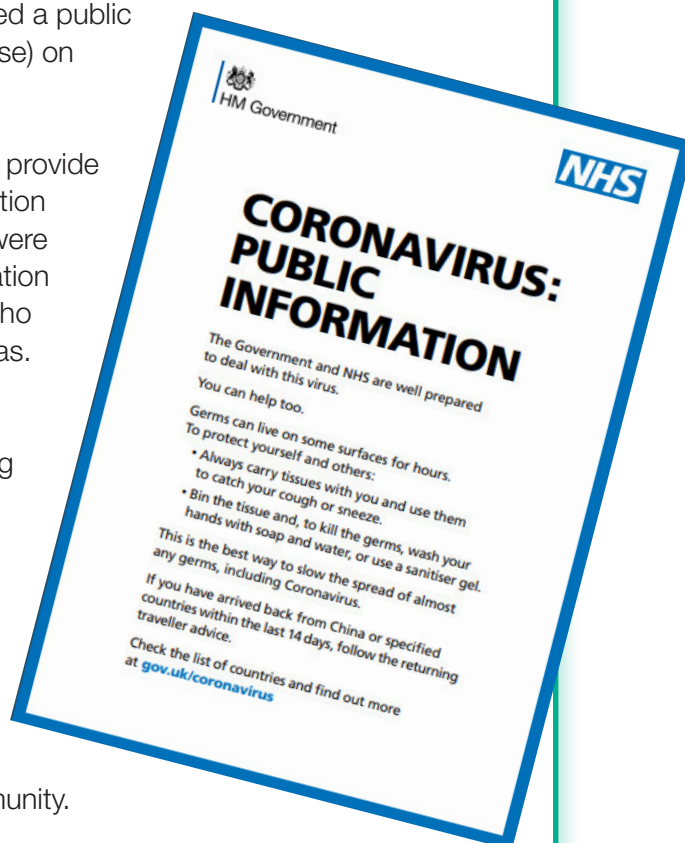 ed a public
se) on
provide
tion
were
ation
ho
as.
g
munity.
HM Government
NHS
CORONAVIRUS:
PUBLIC
INFORMATION
The Government and NHS are well prepared
to deal with this virus.
You can help too.
Germs can live on some surfaces for hours.
To protect yourself and others:
• Always carry tissues with you and use them
to catch your cough or sneeze.
• Bin the tissue and, to kill the germs, wash your
hands with soap and water, or use a sanitiser gel.
This is the best way to slow the spread of almost
any germs, including Coronavirus.
If you have arrived back from China or specified
countries within the last 14 days, follow the returning
traveller advice.
Check the list of countries and find out more
at gov.uk/coronavirus